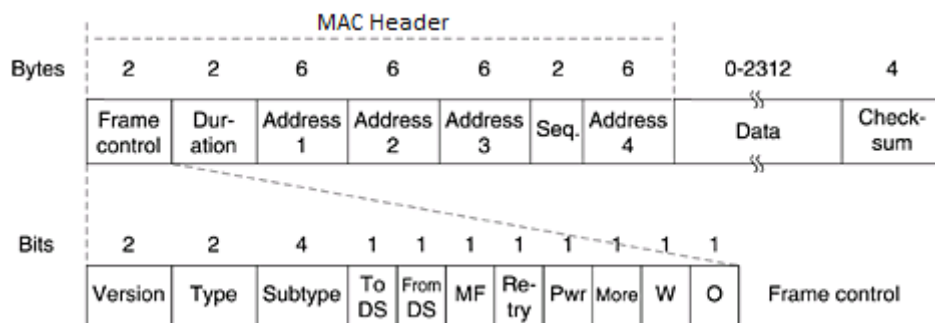 MAC Header
Bytes 2 2 6 6 6 2 6 0-2312 4
Frame Dur- Address Address Address Seq. Address Data Check-
control ation 1 2 3 4 sum
Bits 2 2 4 1 1 1 1 1 1 1 1
Version Type Subtype To From MF Re- Pwr More W O Frame control
DS DS try